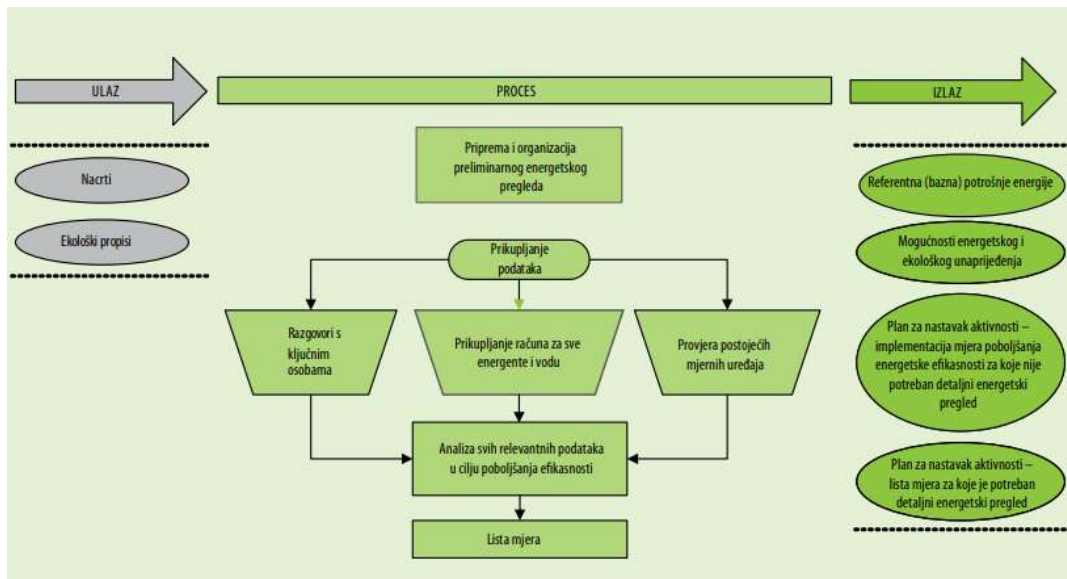 ULAZ
PROCES
IZLAZ
Nacrti
Ekološki propisi
Priprema i organizacija
preliminarnog energetskog
pregleda
Prikupljanje
podataka
Razgovori s
ključnim
osobama
Prikupljanje računa za sve
energente i vodu
Provjera postojećih
mjernih uređaja
Analiza svih relevantnih podataka
u cilju poboljšanja efikasnosti
Lista mjera
Referentna (bazna) potrošnje energije
Mogućnosti energetskog i
ekološkog unaprijeđenja
Plan za nastavak aktivnosti –
implementacija mjera poboljšanja
energetske efikasnosti za koje nije
potreban detaljni energetski
pregled
Plan za nastavak aktivnosti –
lista mjera za koje je potreban
detaljni energetski pregled